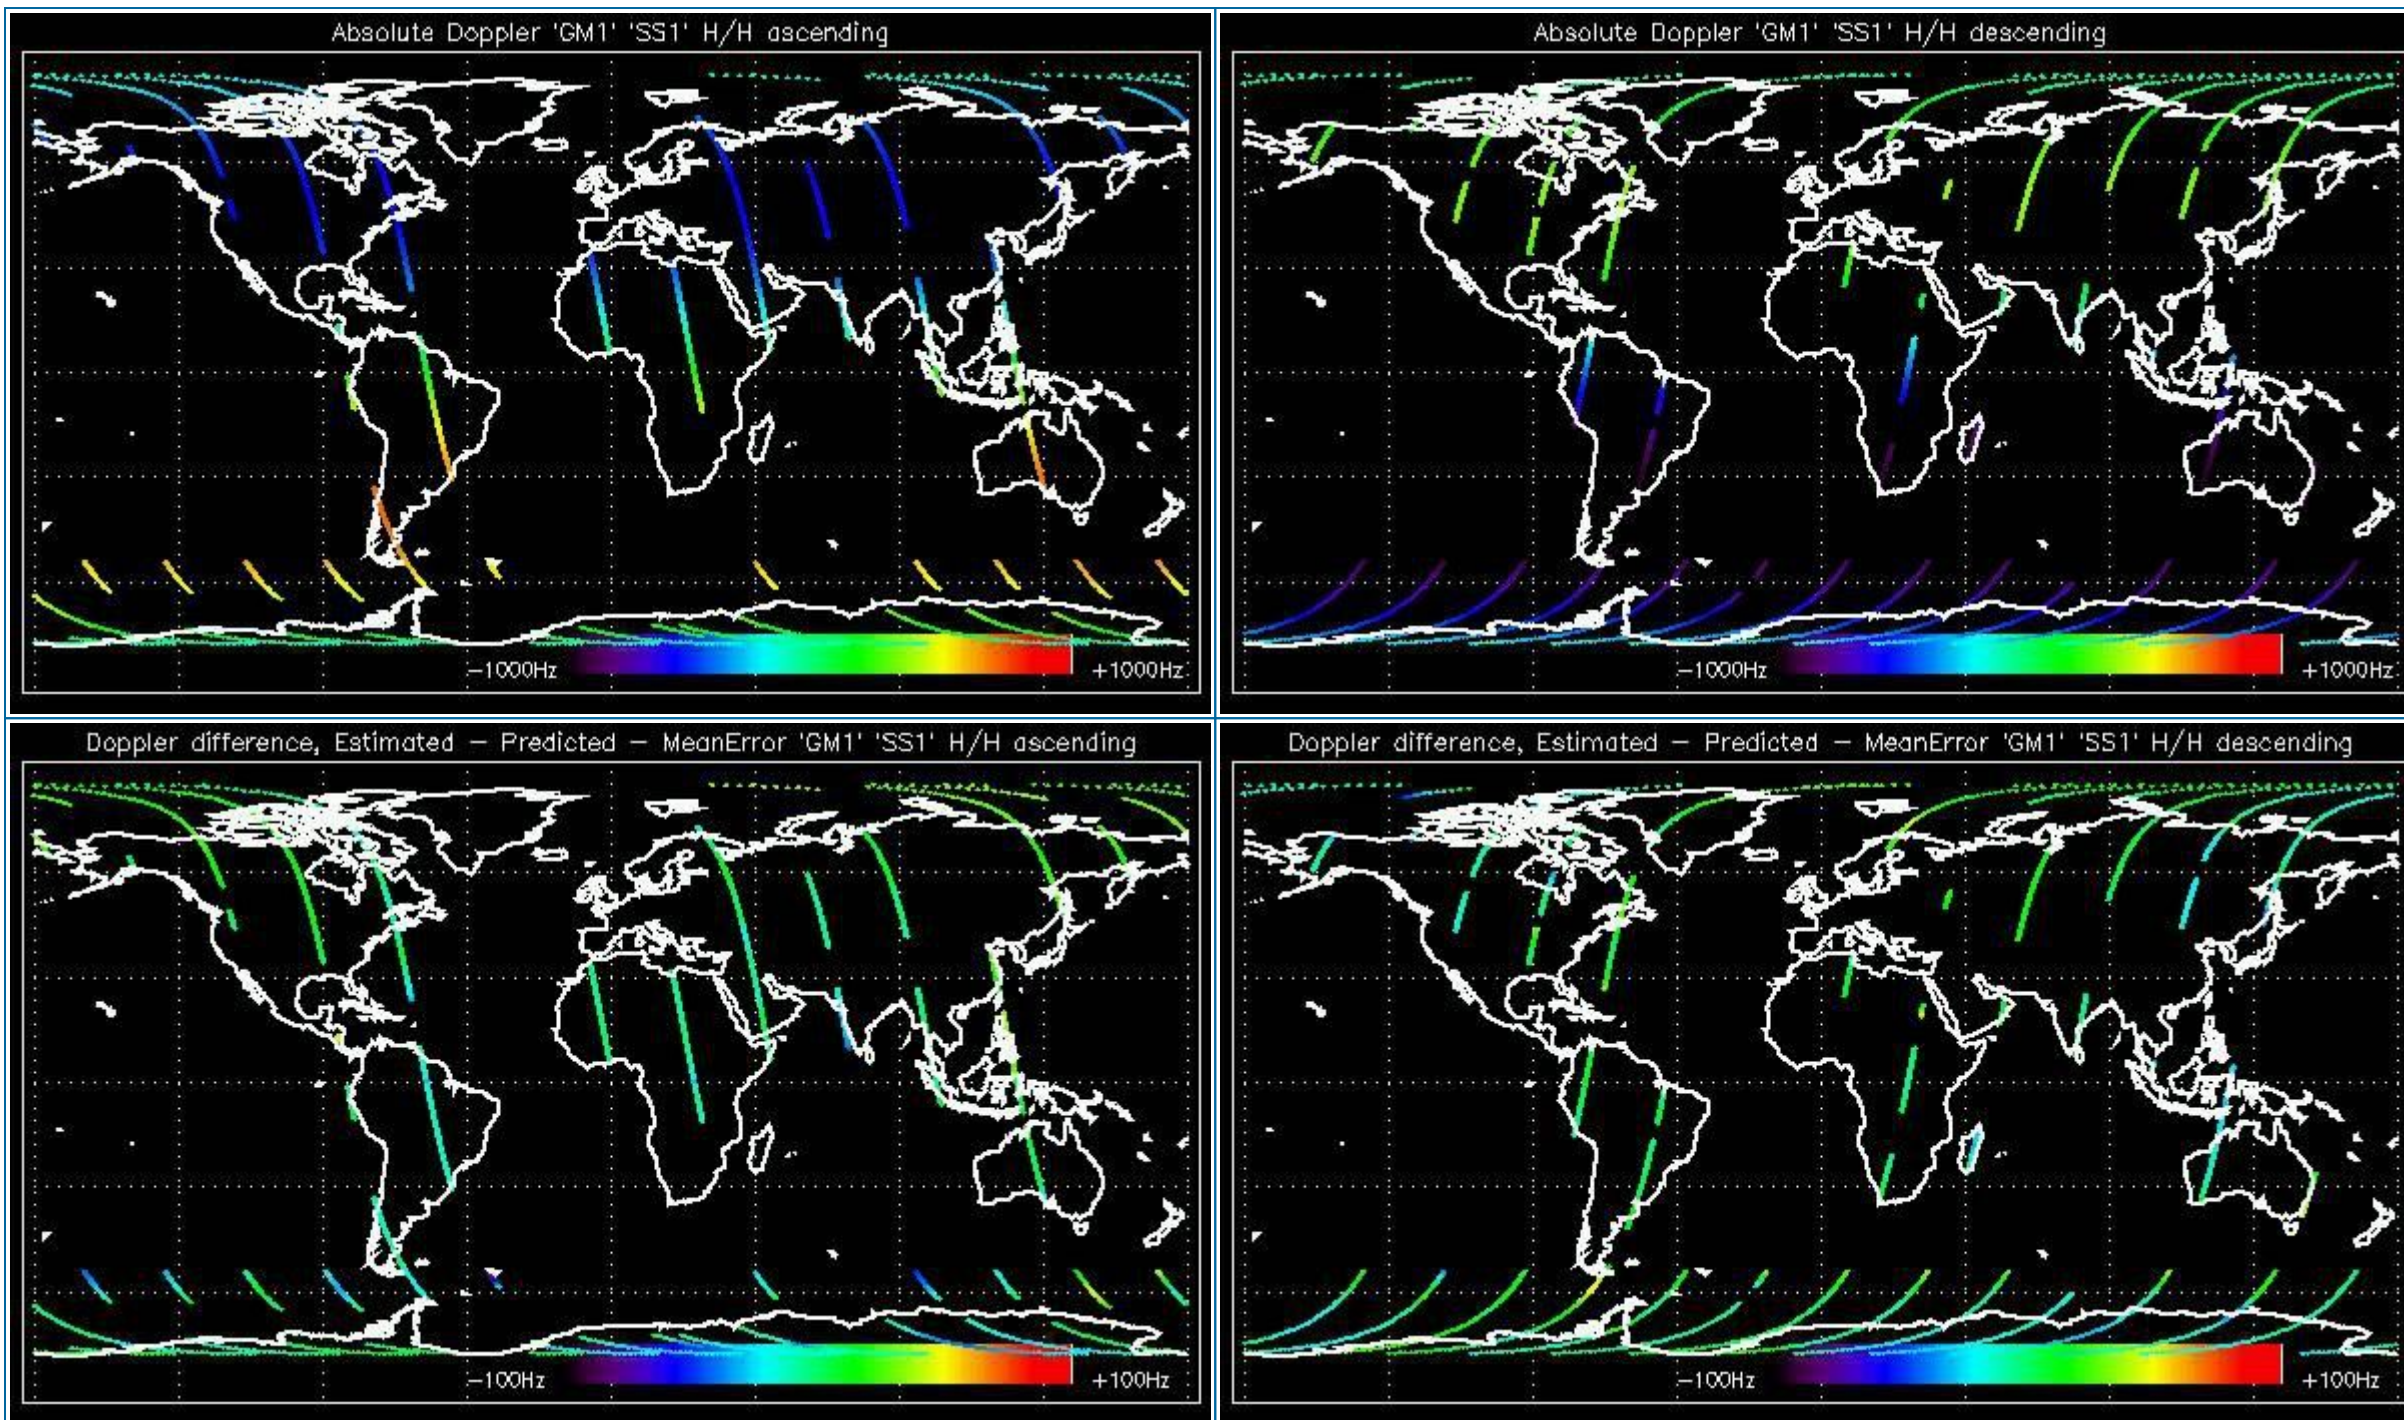 Absolute Doppler 'GM1' 'SS1' H/H ascending
-1000Hz
+1000Hz
Absolute Doppler 'GM1' 'SS1' H/H descending
-1000Hz
+1000Hz
Doppler difference, Estimated – Predicted – MeanError 'GM1' 'SS1' H/H ascending
-100Hz
+100Hz
Doppler difference, Estimated – Predicted – MeanError 'GM1' 'SS1' H/H descending
-100Hz
+100Hz